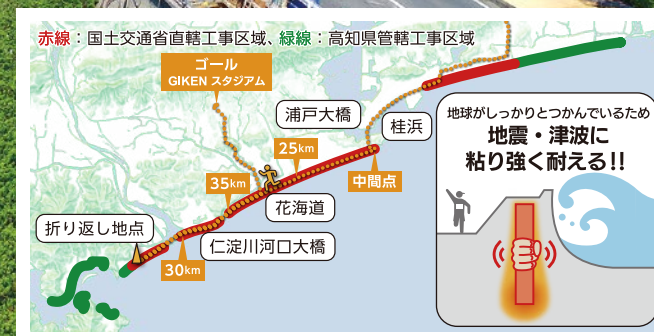 赤線：国土交通省直轄工事区域、緑線：高知県管轄工事区域
ゴール
GIKEN スタジアム
浦戸大橋
桂浜
25km
中間点
35km
花海道
折り返し地点
仁淀川河口大橋
30km
地球がしっかりとつかんでいるため
地震・津波に
粘り強く耐える!!